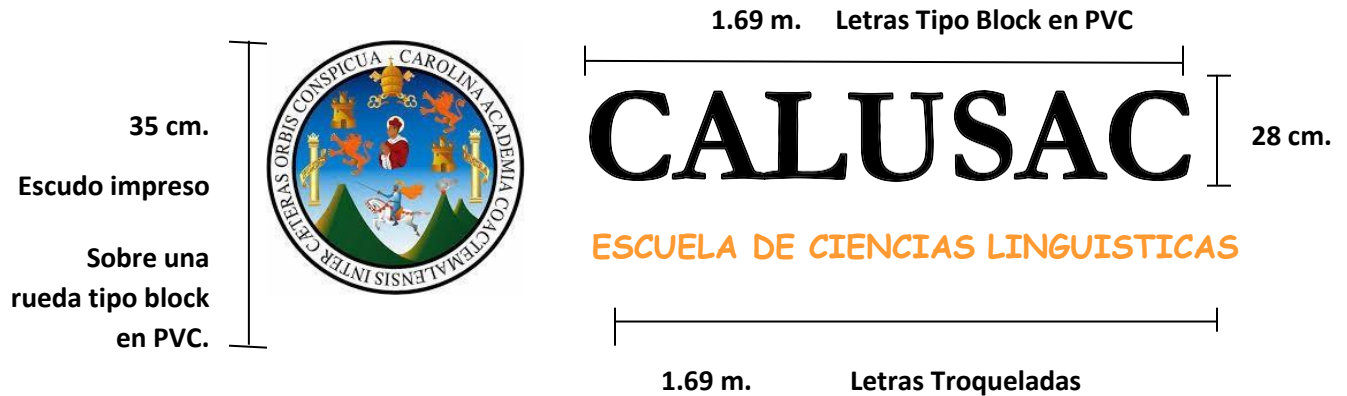 1.69 m. Letras Tipo Block en PVC
35 cm.
Escudo impreso
Sobre una
rueda tipo block
en PVC.
CÆTERAS ORBIS CONSPICUA CAROLINA ACADEMIA COACTEMALENSIS INTER
CALUSAC
28 cm.
ESCUELA DE CIENCIAS LINGUISTICAS
1.69 m. Letras Troqueladas